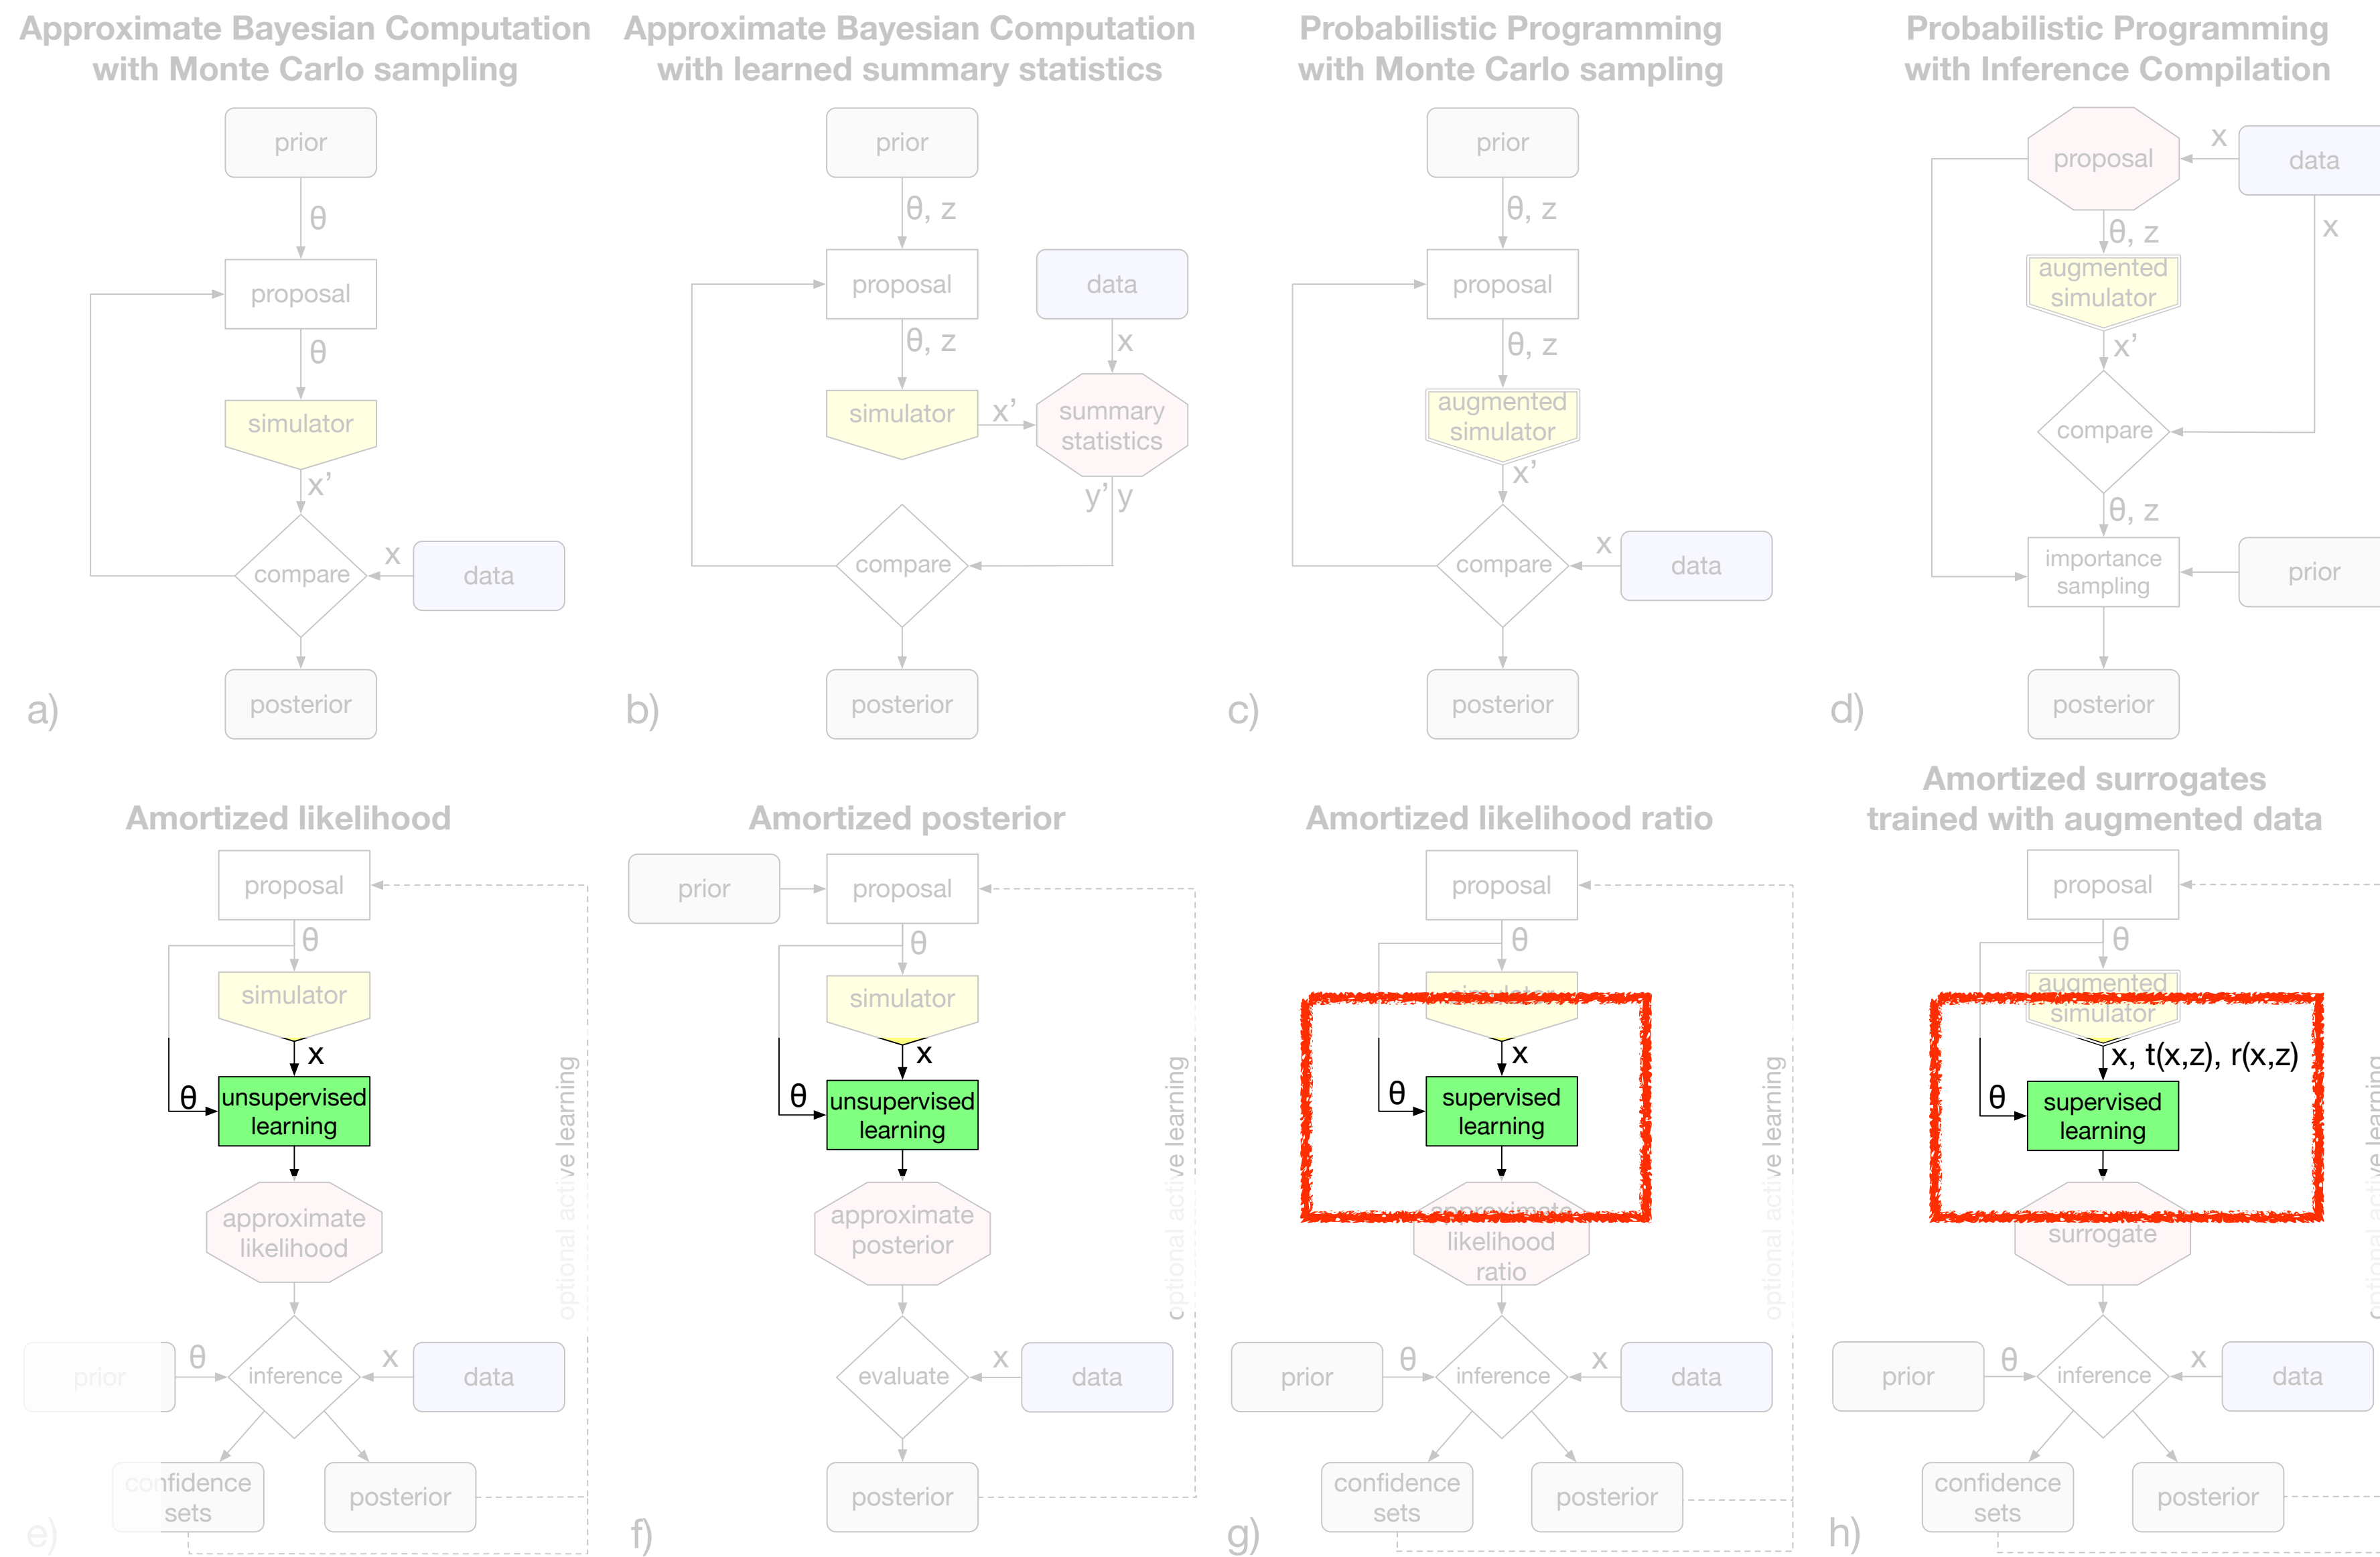 Approximate Bayesian Computation
with Monte Carlo sampling
prior
θ
proposal
θ
simulator
x’
compare
x
data
posterior
a)
Approximate Bayesian Computation
with learned summary statistics
prior
θ, z
proposal
data
θ, z
x
simulator
x’
summary
statistics
y’ y
compare
posterior
b)
Probabilistic Programming
with Monte Carlo sampling
prior
θ, z
proposal
θ, z
augmented
simulator
x’
compare
x
data
posterior
c)
Probabilistic Programming
with Inference Compilation
proposal
x
data
θ, z
x
augmented
simulator
x’
compare
θ, z
importance
sampling
prior
posterior
d)
Amortized likelihood
proposal
θ
simulator
x
θ
unsupervised
learning
optional active learning
approximate
likelihood
prior
θ
inference
x
data
confidence
sets
posterior
e)
Amortized posterior
prior
proposal
θ
simulator
x
θ
unsupervised
learning
optional active learning
approximate
posterior
evaluate
x
data
posterior
f)
Amortized likelihood ratio
proposal
θ
simulator
x
θ
supervised
learning
optional active learning
approximate
likelihood
ratio
prior
θ
inference
x
data
confidence
sets
posterior
g)
Amortized surrogates
trained with augmented data
proposal
θ
augmented
simulator
x, t(x,z), r(x,z)
θ
supervised
learning
optional active learning
surrogate
prior
θ
inference
x
data
confidence
sets
posterior
h)